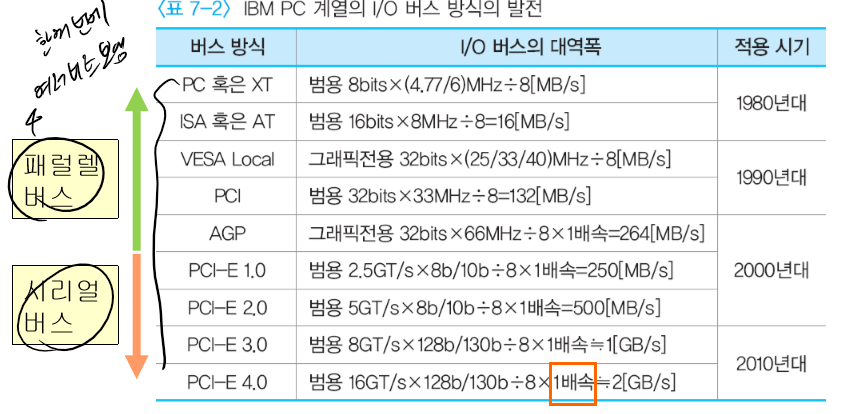 〈표 7-2〉 IBM PC 계열의 I/O 버스 방식의 발전
버스 방식 I/O 버스의 대역폭 적용 시기
PC 혹은 XT 범용 8bits×(4.77/6)MHz÷8[MB/s] 1980년대
ISA 혹은 AT 범용 16bits×8MHz÷8=16[MB/s]
VESA Local 그래픽전용 32bits×(25/33/40)MHz÷8[MB/s] 1990년대
PCI 범용 32bits×33MHz÷8=132[MB/s]
AGP 그래픽전용 32bits×66MHz÷8×1배속=264[MB/s] 2000년대
PCI-E 1.0 범용 2.5GT/s×8b/10b÷8×1배속=250[MB/s]
PCI-E 2.0 범용 5GT/s×8b/10b÷8×1배속=500[MB/s]
PCI-E 3.0 범용 8GT/s×128b/130b÷8×1배속≒1[GB/s] 2010년대
PCI-E 4.0 범용 16GT/s×128b/130b÷8×1배속≒2[GB/s]
한에 번에
패럴렐
버스
시리얼
버스